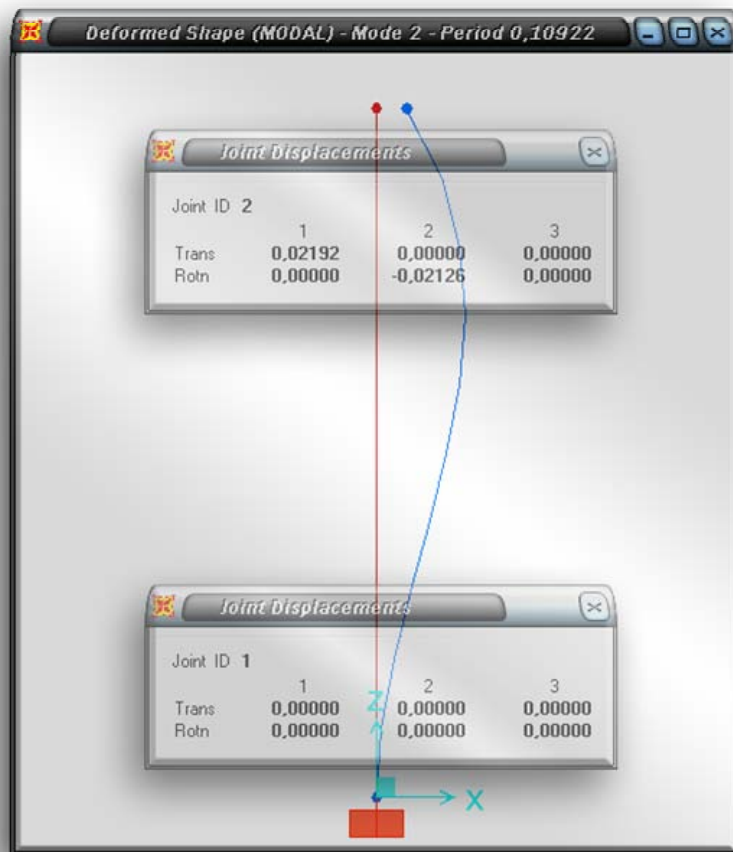 Deformed Shape (MODAL) - Mode 2 - Period 0,10922
Joint Displacements
Joint ID 2
1 2 3
Trans 0,02192 0,00000 0,00000
Rotn 0,00000 -0,02126 0,00000
Joint Displacements
Joint ID 1
1 2 3
Trans 0,00000 0,00000 0,00000
Rotn 0,00000 0,00000 0,00000
Z
X